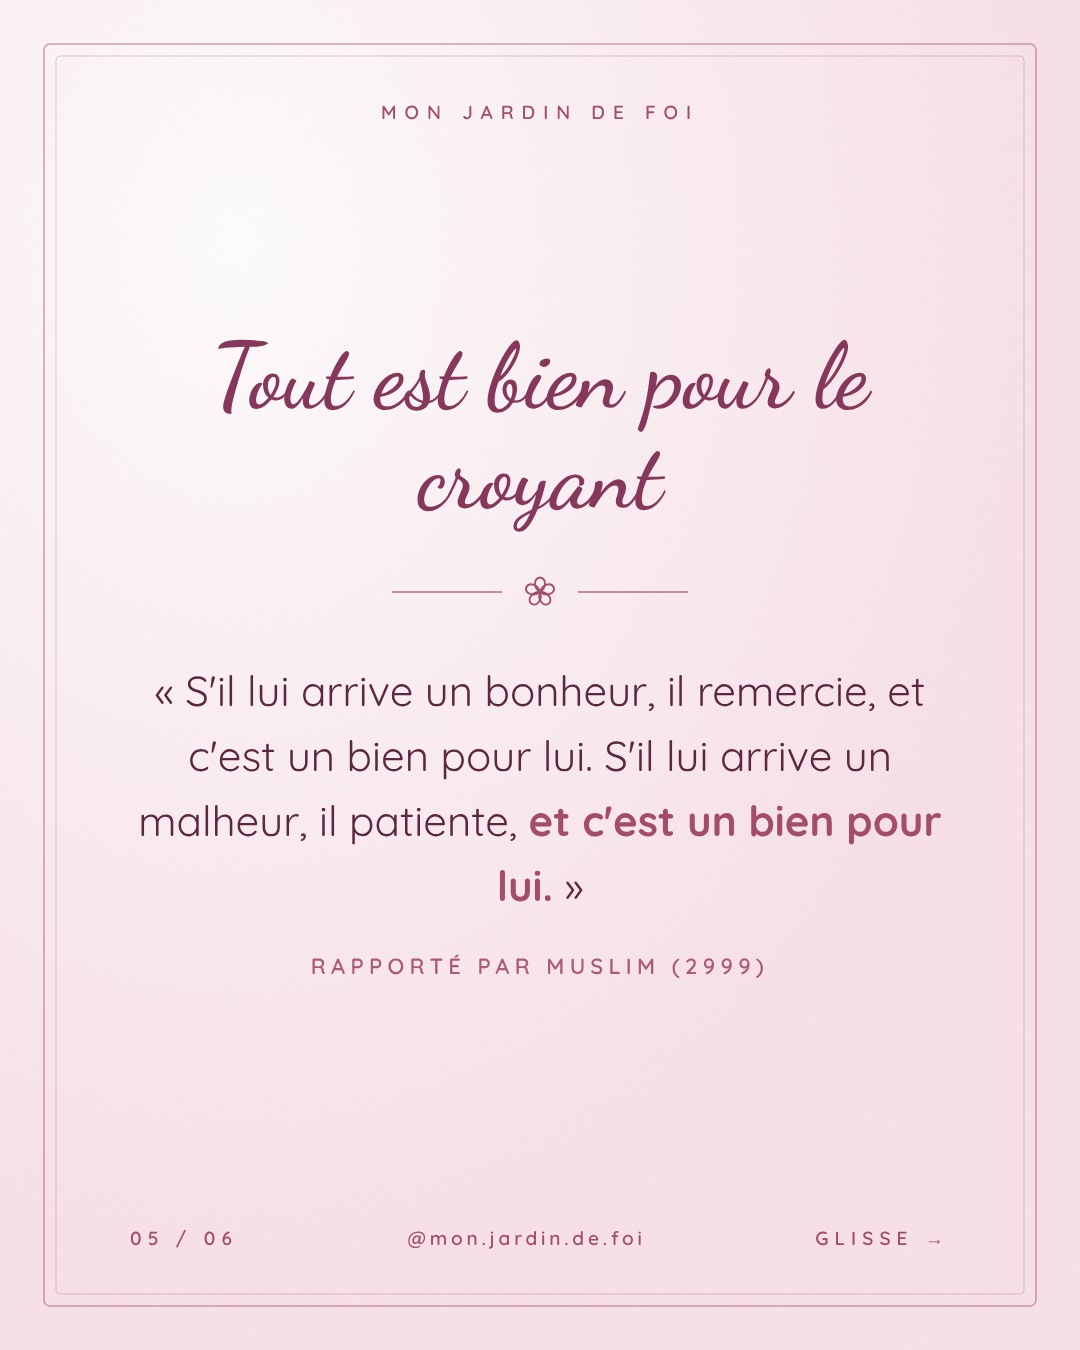 MON JARDIN DE FOI
Tout est bien pour le
croyant
« S'il lui arrive un bonheur, il remercie, et
c'est un bien pour lui. S'il lui arrive un
malheur, il patiente, et c'est un bien pour
lui. »
RAPPORTÉ PAR MUSLIM (2999)
05 / 06
@mon.jardin.de.foi
GLISSE →